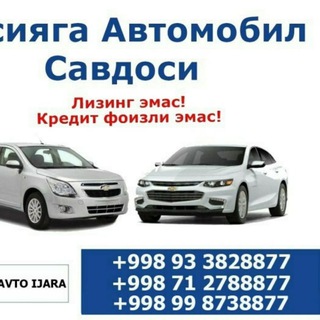 сияга Автомобил
Савдоси
Лизинг эмас!
Кредит фоизли эмас!
AVTO IJARA
+998 93 3828877
+998 71 2788877
+998 99 8738877